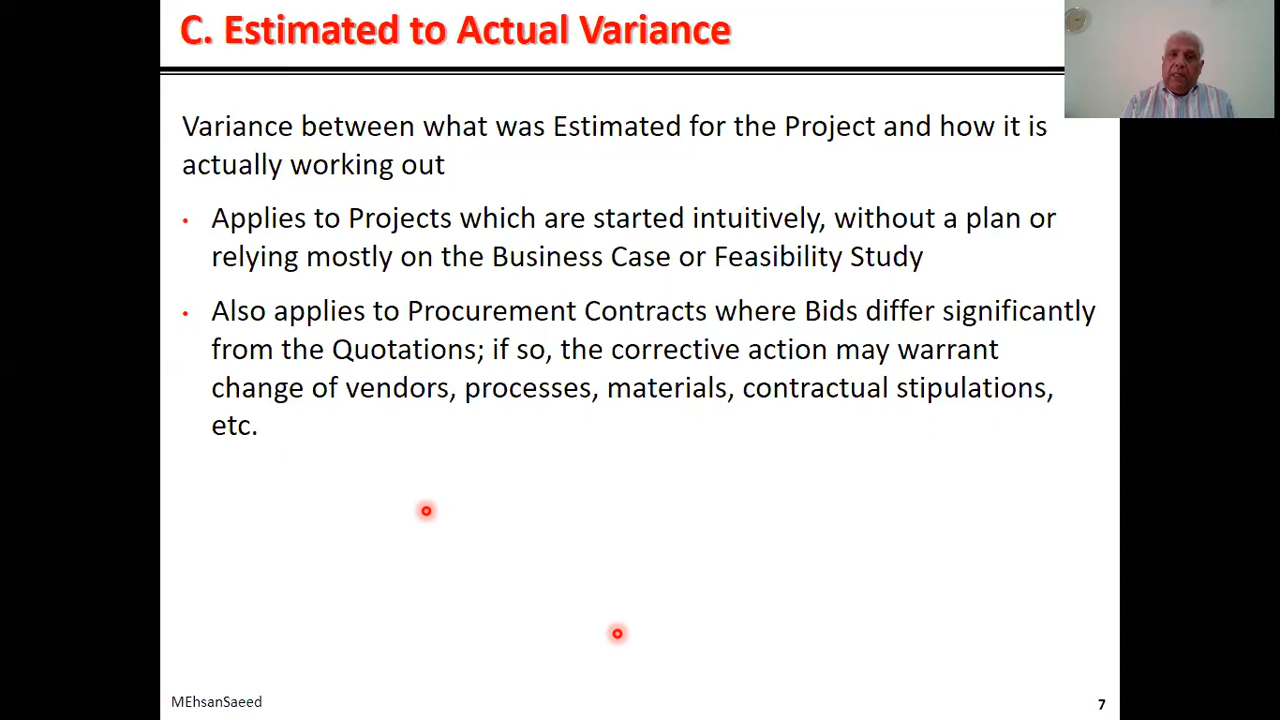 C. Estimated to Actual Variance
Variance between what was Estimated for the Project and how it is
actually working out
• Applies to Projects which are started intuitively, without a plan or
relying mostly on the Business Case or Feasibility Study
• Also applies to Procurement Contracts where Bids differ significantly
from the Quotations; if so, the corrective action may warrant
change of vendors, processes, materials, contractual stipulations,
etc.
MEhsanSaeed
7